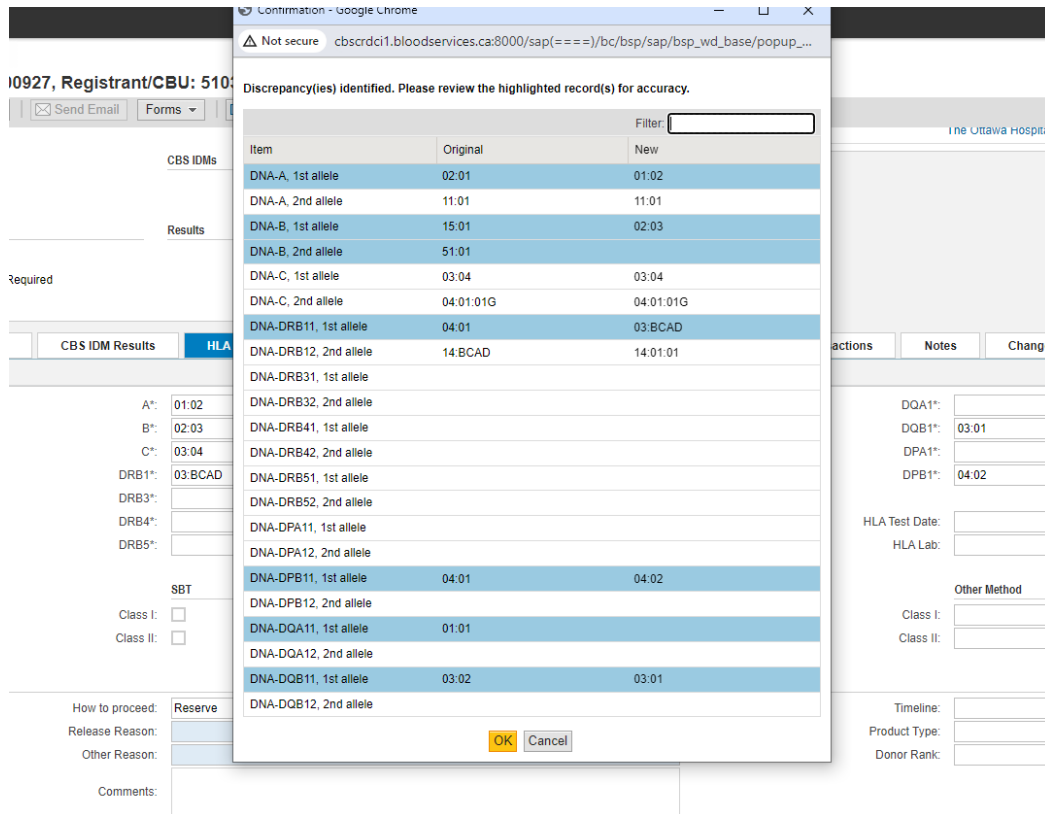 Confirmation - Google Chrome
Not secure cbscrdci1.bloodservices.ca:8000/sap(====)/bc/bsp/sap/bsp_wd_base/popup_...
00927, Registrant/CBU: 510
Send Email Forms
The Ottawa Hospit
Discrepancy(ies) identified. Please review the highlighted record(s) for accuracy.
Filter:
CBS IDMs
Results
Required
Item Original New
DNA-A, 1st allele 02:01 01:02
DNA-A, 2nd allele 11:01 11:01
DNA-B, 1st allele 15:01 02:03
DNA-B, 2nd allele 51:01
DNA-C, 1st allele 03:04 03:04
DNA-C, 2nd allele 04:01:01G 04:01:01G
DNA-DRB11, 1st allele 04:01 03:BCAD
DNA-DRB12, 2nd allele 14:BCAD 14:01:01
DNA-DRB31, 1st allele
DNA-DRB32, 2nd allele
DNA-DRB41, 1st allele
DNA-DRB42, 2nd allele
DNA-DRB51, 1st allele
DNA-DRB52, 2nd allele
DNA-DPA11, 1st allele
DNA-DPA12, 2nd allele
DNA-DPB11, 1st allele 04:01 04:02
DNA-DPB12, 2nd allele
DNA-DQA11, 1st allele 01:01
DNA-DQA12, 2nd allele
DNA-DQB11, 1st allele 03:02 03:01
DNA-DQB12, 2nd allele
OK Cancel
CBS IDM Results HLA
actions Notes Chang
A*: 01:02
B*: 02:03
C*: 03:04
DRB1*: 03:BCAD
DRB3*:
DRB4*:
DRB5*:
SBT
Class I:
Class II:
DQA1*:
DQB1*: 03:01
DPA1*:
DPB1*: 04:02
HLA Test Date:
HLA Lab:
Other Method
Class I:
Class II:
How to proceed: Reserve
Release Reason:
Other Reason:
Comments:
Timeline:
Product Type:
Donor Rank: